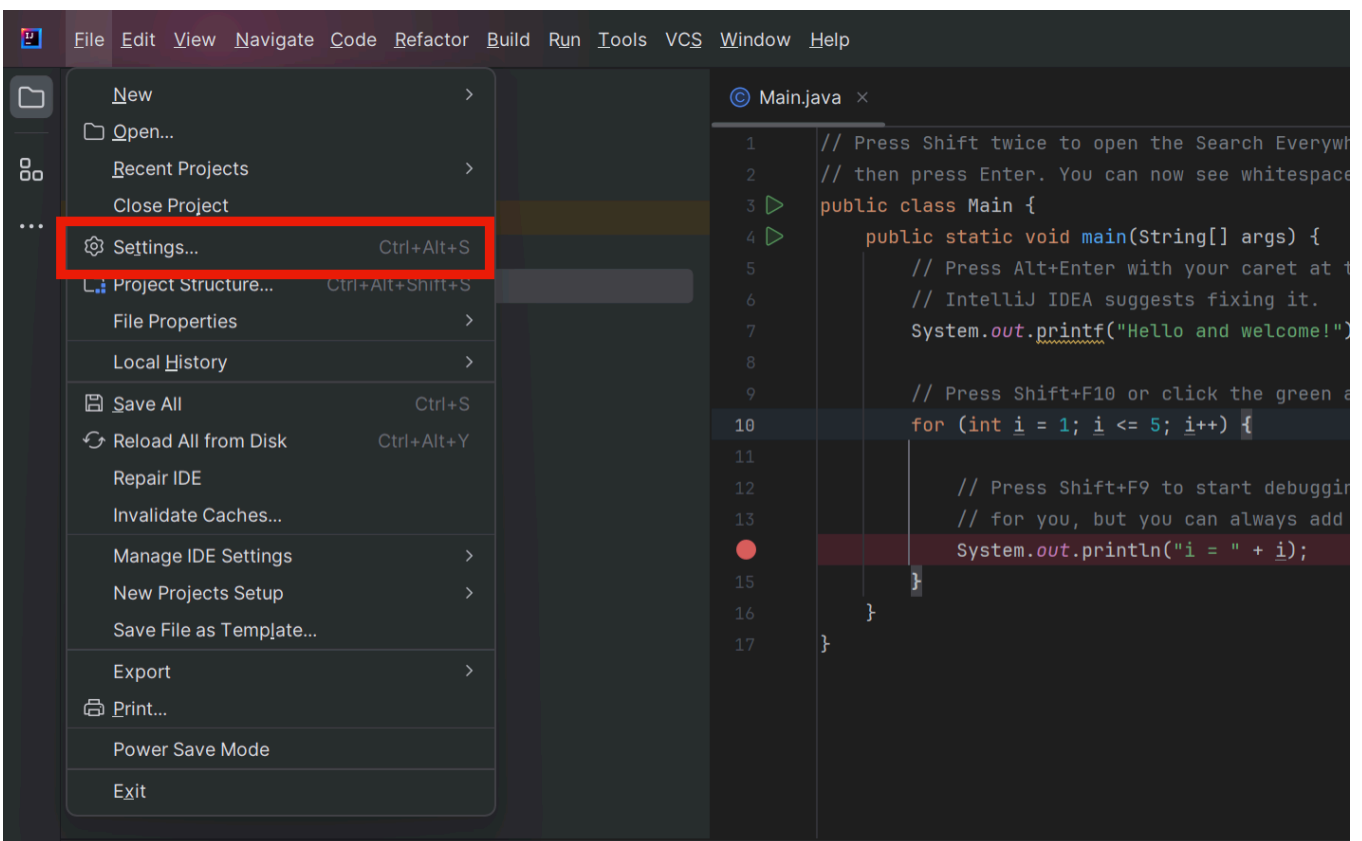 File Edit View Navigate Code Refactor Build Run Tools VCS Window Help
New
Open...
Recent Projects
Close Project
Settings... Ctrl+Alt+S
Project Structure... Ctrl+Alt+Shift+S
File Properties
Local History
Save All Ctrl+S
Reload All from Disk Ctrl+Alt+Y
Repair IDE
Invalidate Caches...
Manage IDE Settings
New Projects Setup
Save File as Template...
Export
Print...
Power Save Mode
Exit
Main.java
1 // Press Shift twice to open the Search
2 // then press Enter. You can now see whitespace
3 public class Main {
4 public static void main(String[] args) {
5 // Press Alt+Enter with your caret at
6 // IntelliJ IDEA suggests fixing it.
7 System.out.printf("Hello and welcome!")
8
9 // Press Shift+F10 or click the green
10 for (int i = 1; i <= 5; i++) {
11
12 // Press Shift+F9 to start
13 // for you, but you can always add
System.out.println("i = " + i);
15 }
16 }
17 }